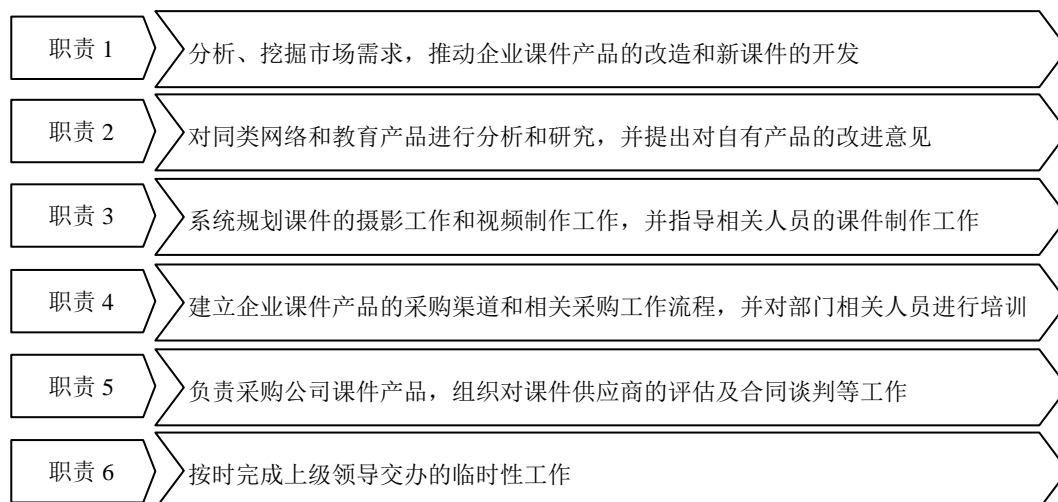 职责 1 分析、挖掘市场需求，推动企业课件产品的改造和新课件的开发
职责 2 对同类网络和教育产品进行分析和研究，并提出对自有产品的改进意见
职责 3 系统规划课件的摄影工作和视频制作工作，并指导相关人员的课件制作工作
职责 4 建立企业课件产品的采购渠道和相关采购工作流程，并对部门相关人员进行培训
职责 5 负责采购公司课件产品，组织对课件供应商的评估及合同谈判等工作
职责 6 按时完成上级领导交办的临时性工作